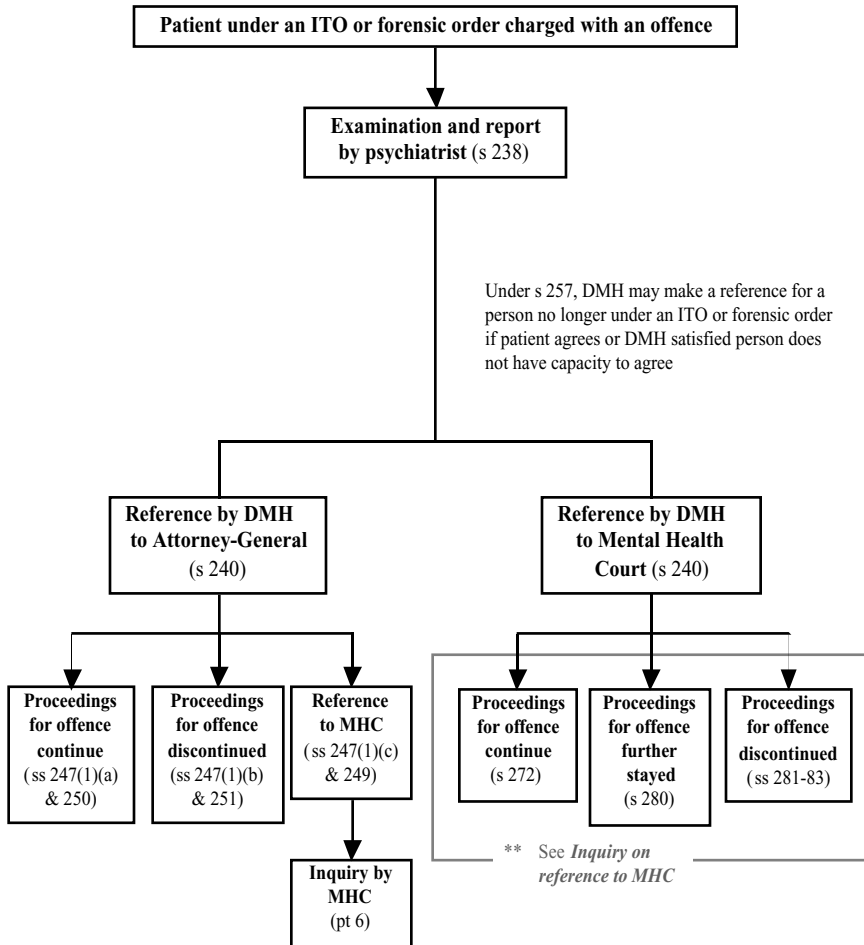 Patient under an ITO or forensic order charged with an offence
Examination and report
by psychiatrist (s 238)
Under s 257, DMH may make a reference for a
person no longer under an ITO or forensic order
if patient agrees or DMH satisfied person does
not have capacity to agree
Reference by DMH
to Attorney-General
(s 240)
Reference by DMH
to Mental Health
Court (s 240)
Proceedings
for offence
continue
(ss 247(1)(a)
& 250)
Proceedings
for offence
discontinued
(ss 247(1)(b)
& 251)
Reference
to MHC
(ss 247(1)(c)
& 249)
Proceedings
for offence
continue
(s 272)
Proceedings
for offence
further
stayed
(s 280)
Proceedings
for offence
discontinued
(ss 281-83)
** See Inquiry on
reference to MHC
Inquiry by
MHC
(pt 6)